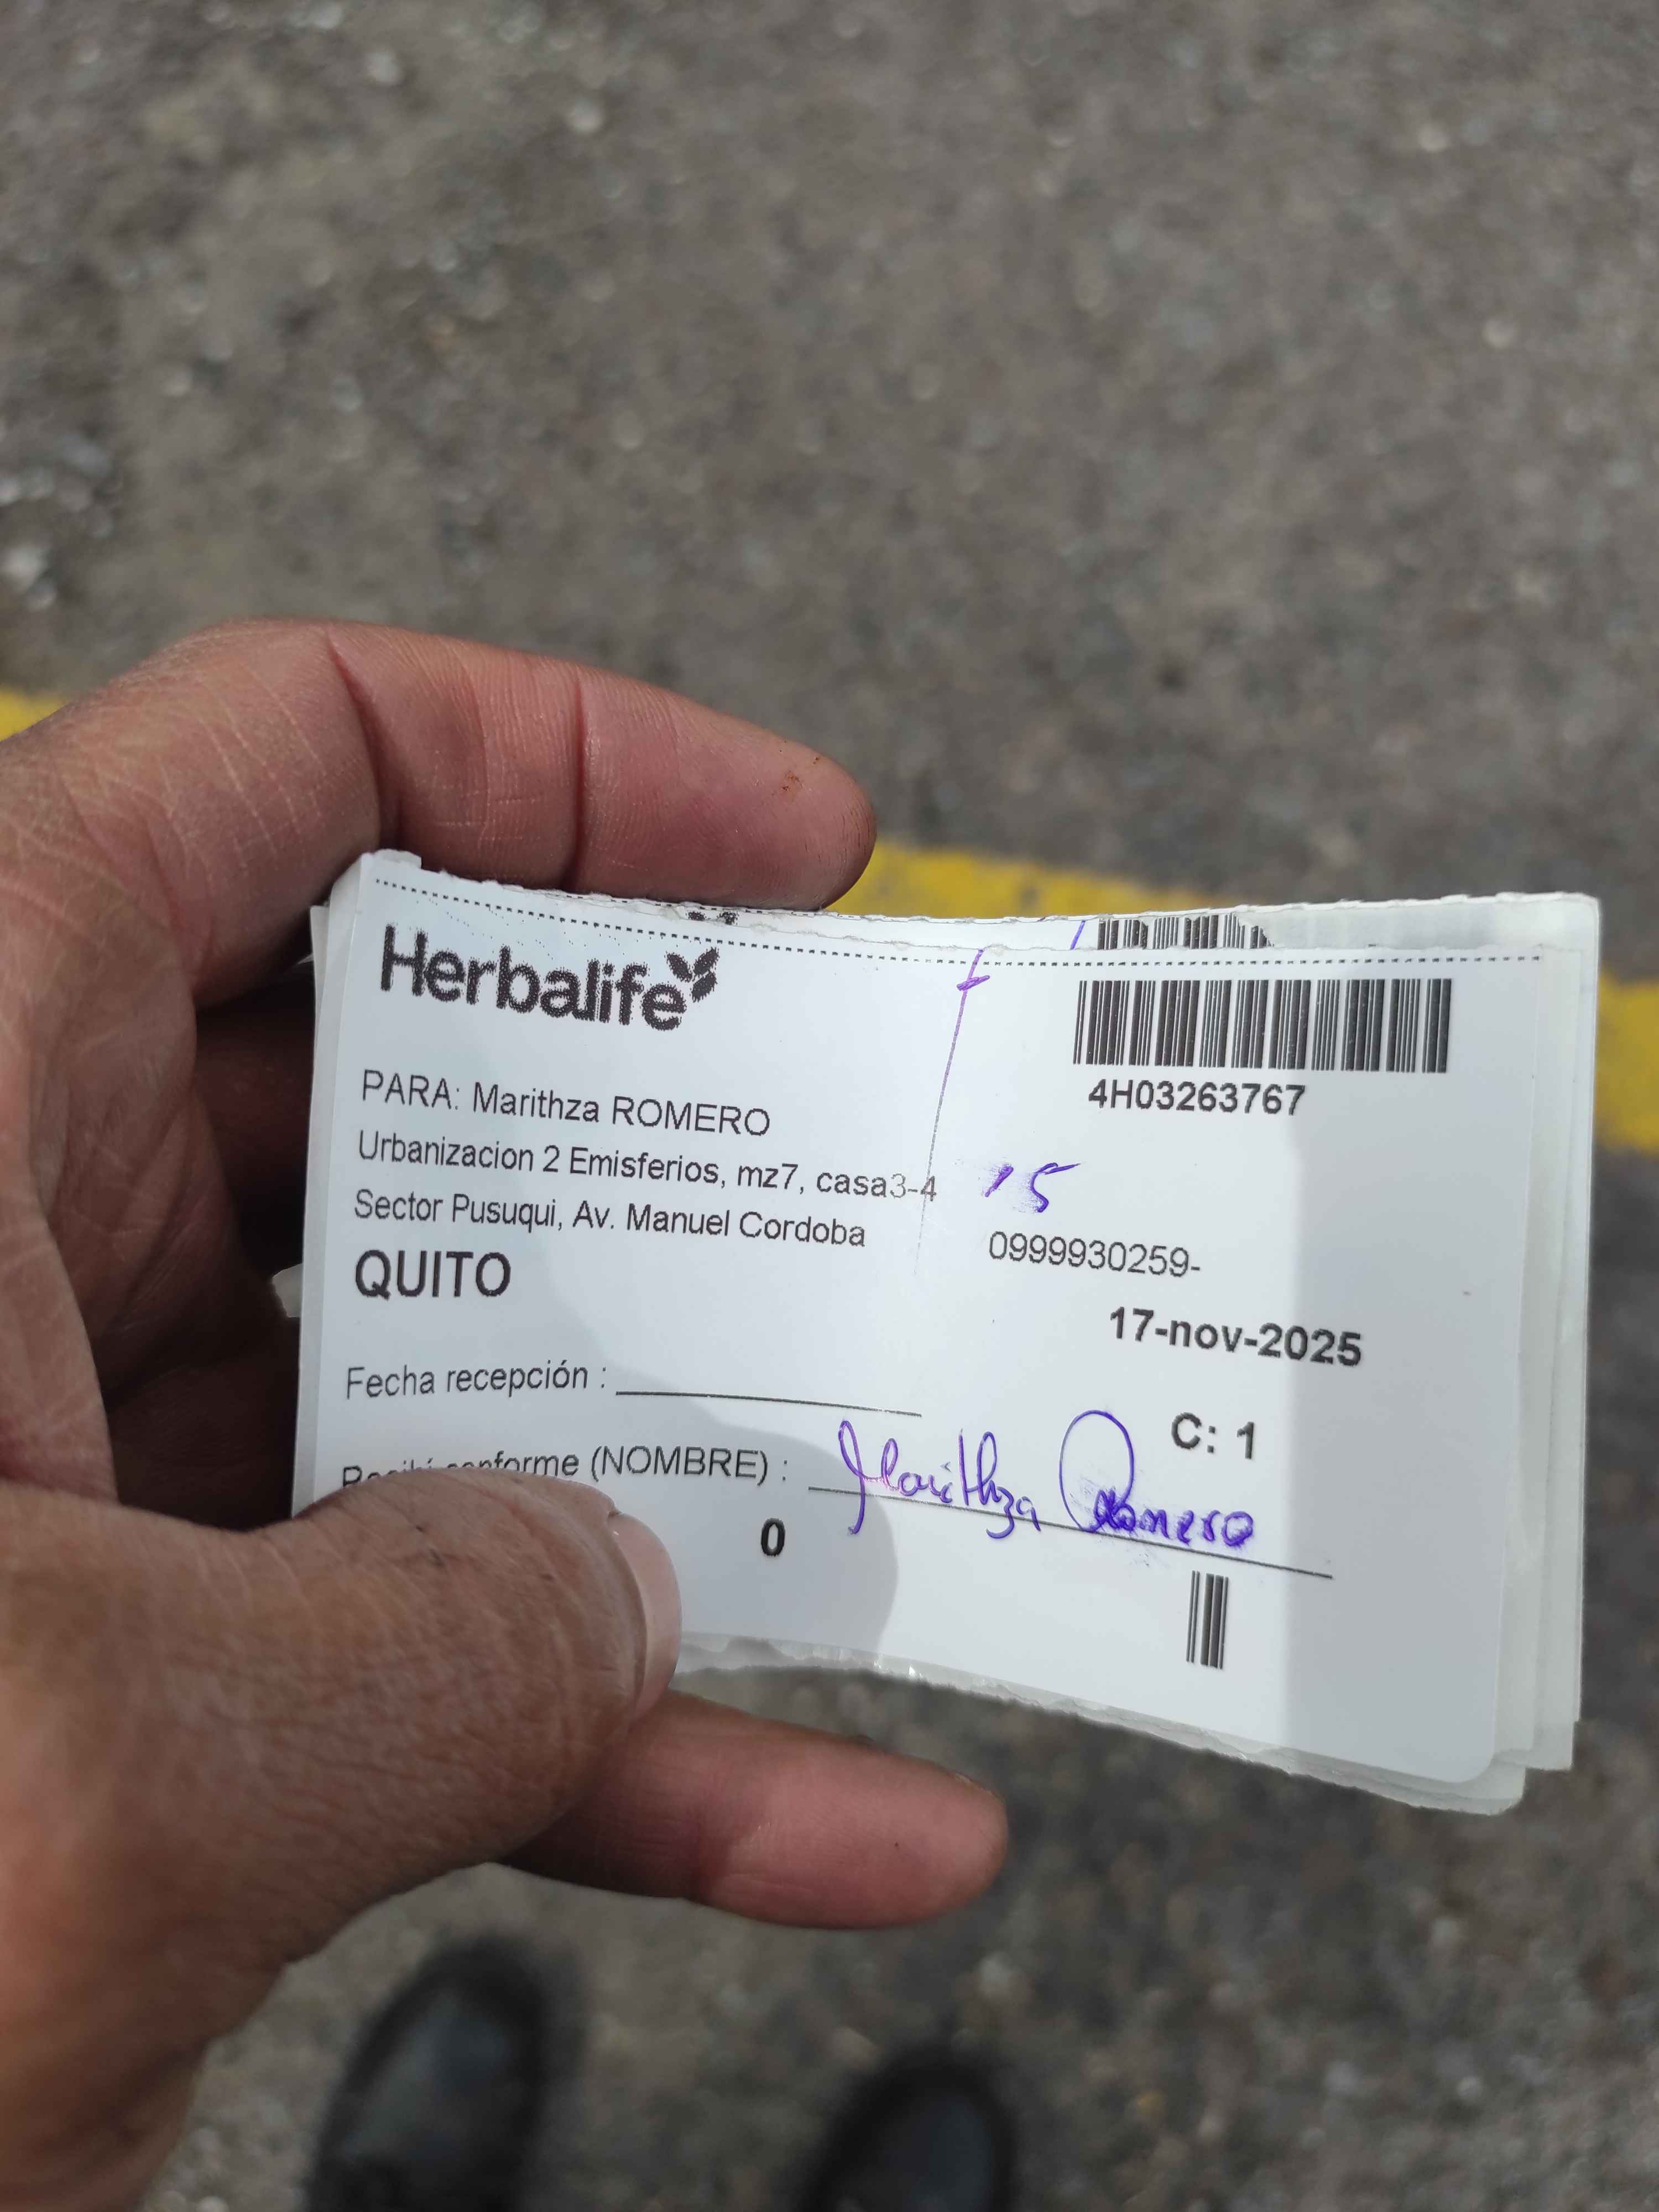 Herbalife
4H03263767
PARA: Marithza ROMERO
Urbanizacion 2 Emisferios, mz7, casa3-4
15
Sector Pusuqui, Av. Manuel Cordoba
0999930259-
QUITO
17-nov-2025
Fecha recepción :
C: 1
conforme (NOMBRE) : Marithza Romero
0